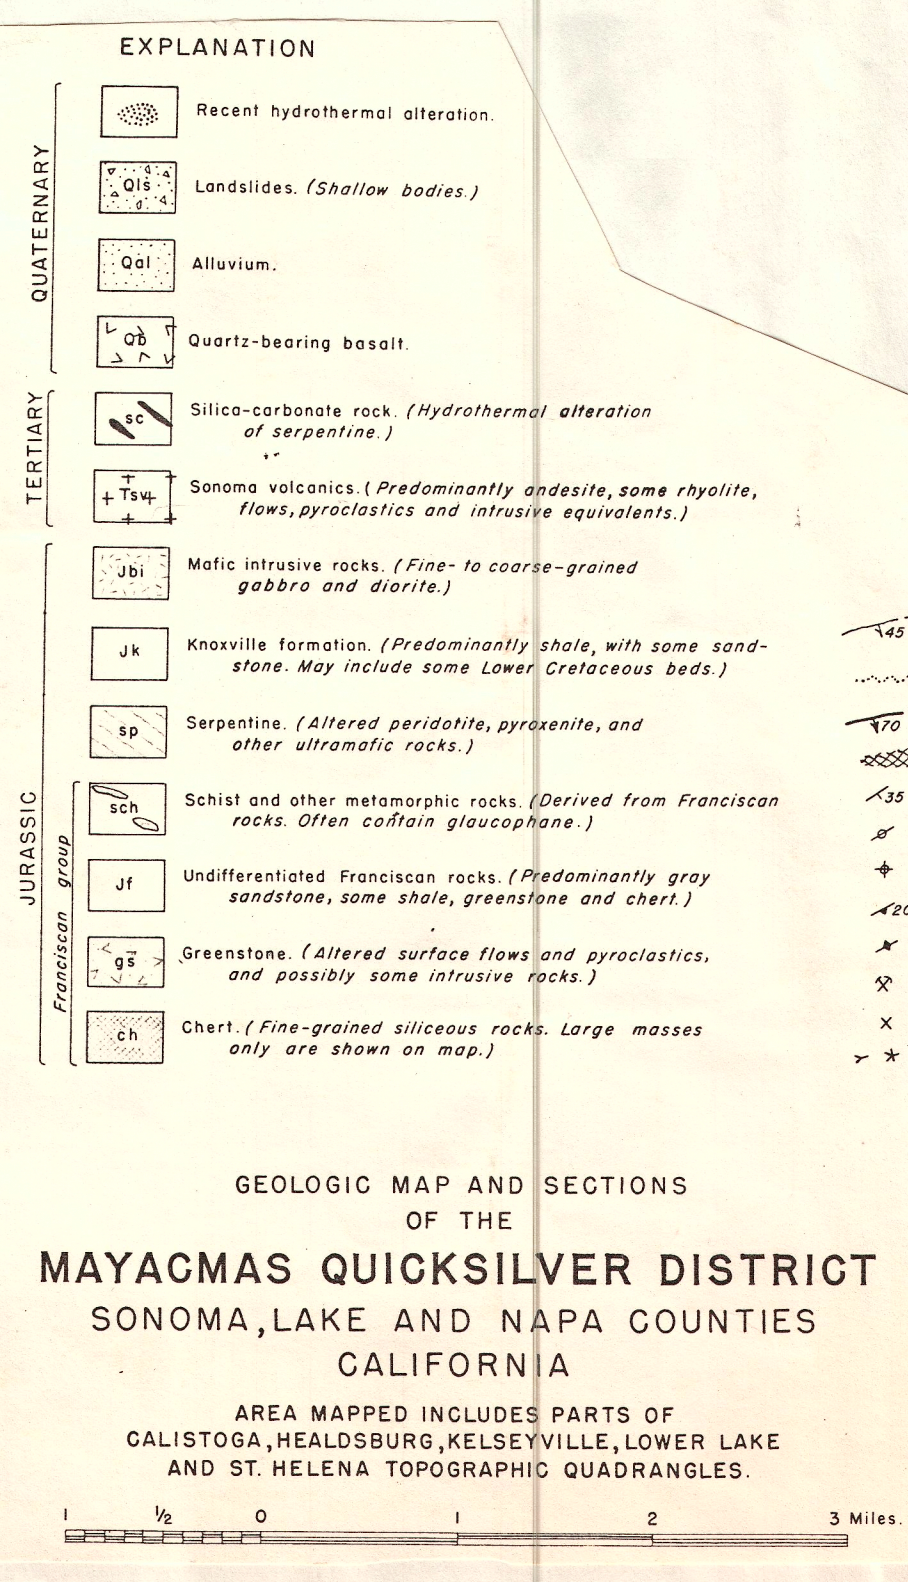 EXPLANATION
QUATERNARY
Recent hydrothermal alteration.
Qls Landslides. (Shallow bodies.)
Qal Alluvium.
Qb Quartz-bearing basalt.
TERTIARY
sc Silica-carbonate rock. (Hydrothermal alteration
of serpentine.)
Tsv Sonoma volcanics. (Predominantly andesite, some rhyolite,
flows, pyroclastics and intrusive equivalents.)
JURASSIC
Jbi Mafic intrusive rocks. (Fine- to coarse-grained
gabbro and diorite.)
Jk Knoxville formation. (Predominantly shale, with some sand-
stone. May include some Lower Cretaceous beds.)
sp Serpentine. (Altered peridotite, pyroxenite, and
other ultramafic rocks.)
Franciscan group
sch Schist and other metamorphic rocks. (Derived from Franciscan
rocks. Often contain glaucophane.)
Jf Undifferentiated Franciscan rocks. (Predominantly gray
sandstone, some shale, greenstone and chert.)
gs Greenstone. (Altered surface flows and pyroclastics,
and possibly some intrusive rocks.)
ch Chert. (Fine-grained siliceous rocks. Large masses
only are shown on map.)
45
70
35
20
GEOLOGIC MAP AND SECTIONS
OF THE
MAYACMAS QUICKSILVER DISTRICT
SONOMA, LAKE AND NAPA COUNTIES
CALIFORNIA
AREA MAPPED INCLUDES PARTS OF
CALISTOGA, HEALDSBURG, KELSEYVILLE, LOWER LAKE
AND ST. HELENA TOPOGRAPHIC QUADRANGLES.
1 ½ 0 1 2 3 Miles.